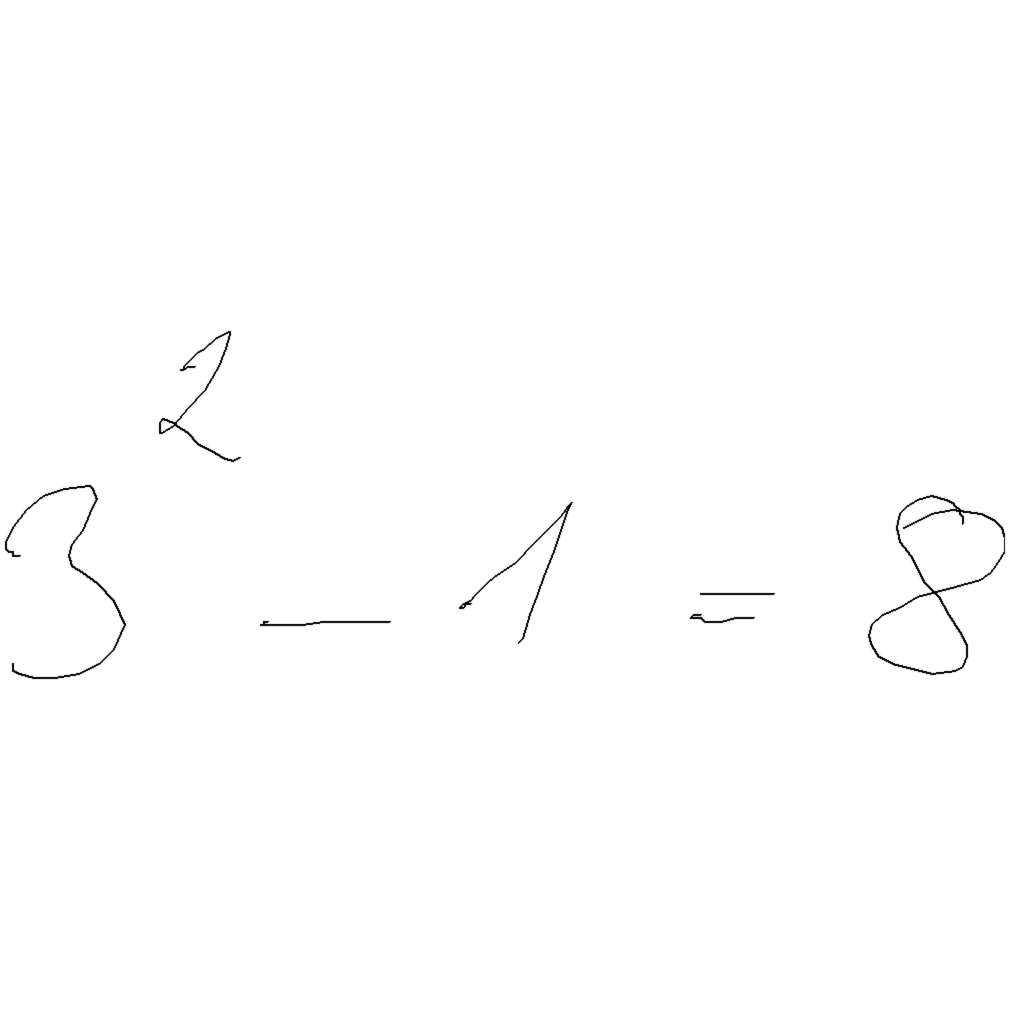 3² - 1 = 8